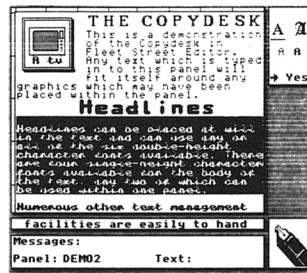 THE COPYDESK
This is a demonstration
of the Copydesk in
Fleet Street Editor.
Any text which is typed
in to this panel will
fit itself around any
graphics which may have been
placed within the panel.
A tv
Headlines
Headlines can be placed at will
in the text and can use any or
all of the six double-height
character fonts available. There
are four single-height character
fonts available for the body of
the text, any two of which can
be used within one panel.
Numerous other text management
facilities are easily to hand
Messages:
Panel: DEMO2 Text:
A A
A A
→ Yes